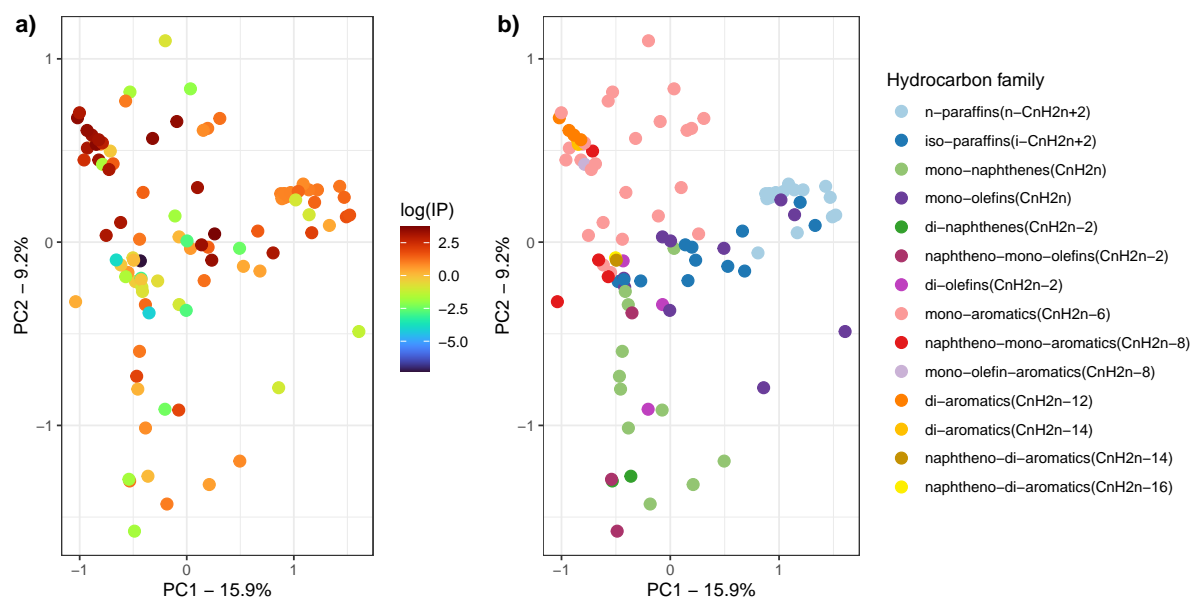 a)
1
0
−1
−1
0
1
PC2 − 9.2%
PC1 − 15.9%
log(IP)
2.5
0.0
−2.5
−5.0
b)
1
0
−1
−1
0
1
PC2 − 9.2%
PC1 − 15.9%
Hydrocarbon family
n−paraffins(n−CnH2n+2)
iso−paraffins(i−CnH2n+2)
mono−naphthenes(CnH2n)
mono−olefins(CnH2n)
di−naphthenes(CnH2n−2)
naphtheno−mono−olefins(CnH2n−2)
di−olefins(CnH2n−2)
mono−aromatics(CnH2n−6)
naphtheno−mono−aromatics(CnH2n−8)
mono−olefin−aromatics(CnH2n−8)
di−aromatics(CnH2n−12)
di−aromatics(CnH2n−14)
naphtheno−di−aromatics(CnH2n−14)
naphtheno−di−aromatics(CnH2n−16)